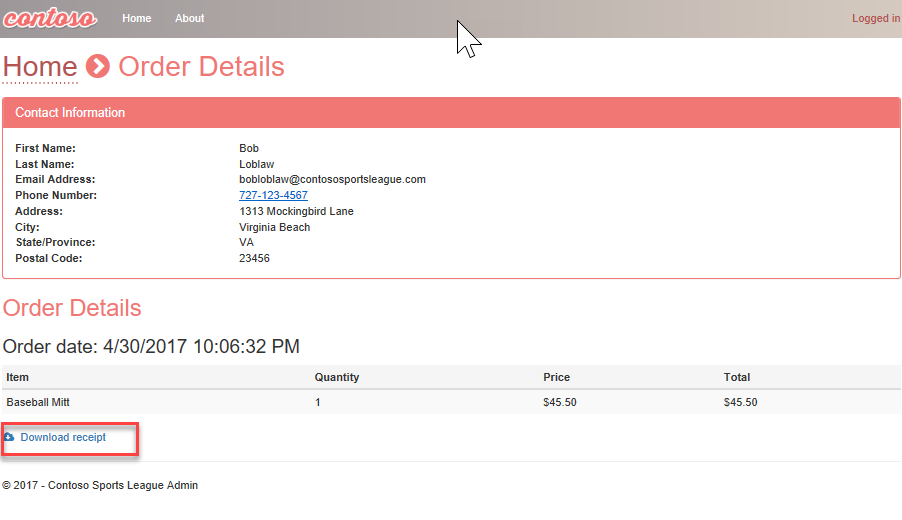 contoso Home About Logged in
Home Order Details
Contact Information
First Name: Bob
Last Name: Loblaw
Email Address: bobloblaw@contososportsleague.com
Phone Number: 727-123-4567
Address: 1313 Mockingbird Lane
City: Virginia Beach
State/Province: VA
Postal Code: 23456
Order Details
Order date: 4/30/2017 10:06:32 PM
Item Quantity Price Total
Baseball Mitt 1 $45.50 $45.50
Download receipt
© 2017 - Contoso Sports League Admin